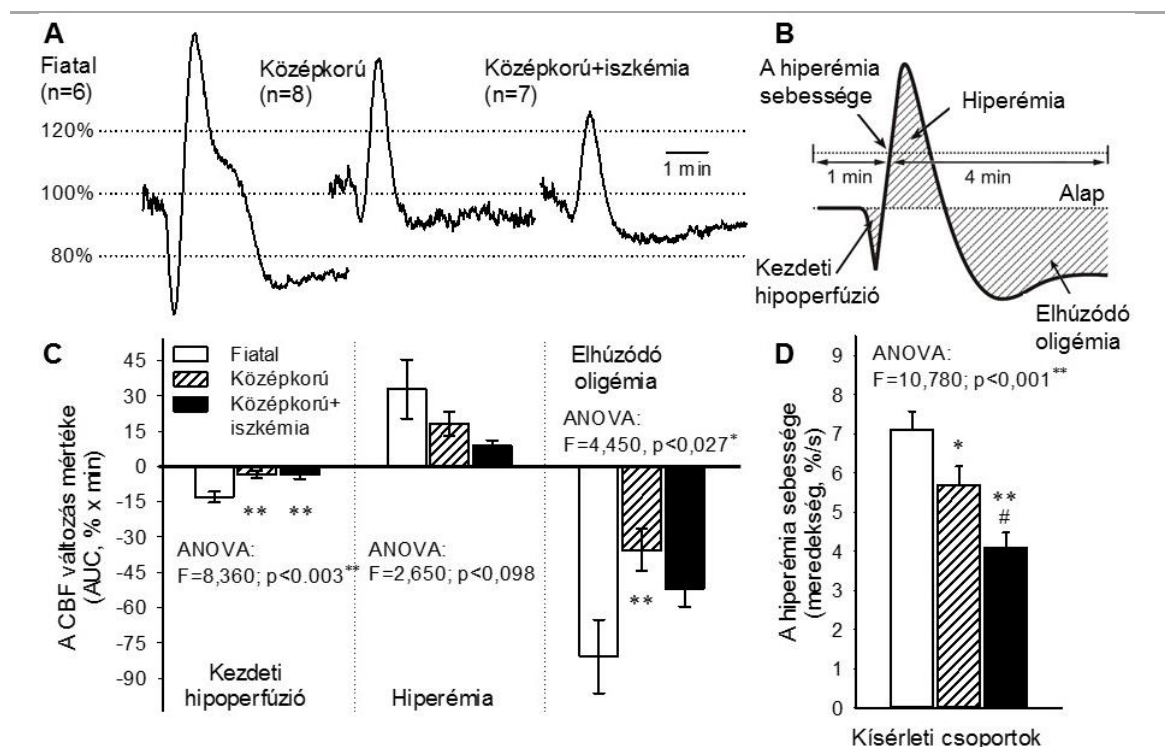 A
Fiatal
(n=6)
Középkorú
(n=8)
Középkorú+iszkémia
(n=7)
120%
100%
80%
1 min
B
A hiperémia
sebessége
Hiperémia
1 min
4 min
Alap
Kezdeti
hipoperfúzió
Elhúzódó
oligémia
C
A CBF változás mértéke
(AUC, % x min)
45
30
15
0
-15
-30
-45
-60
-75
-90
Fiatal
Középkorú
Középkorú+
iszkémia
** **
ANOVA:
F=8,360; p<0.003**
Kezdeti
hipoperfúzió
ANOVA:
F=2,650; p<0,098
Hiperémia
Elhúzódó
oligémia
ANOVA:
F=4,450, p<0,027*
**
D
A hiperémia sebessége
(meredekség, %/s)
9
8
7
6
5
4
3
2
1
0
ANOVA:
F=10,780; p<0,001**
*
**
#
Kísérleti csoportok